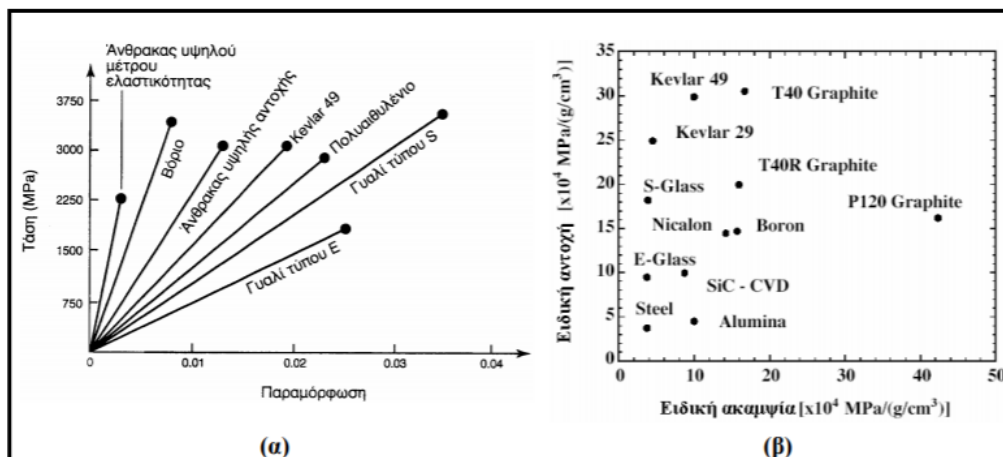 Άνθρακας υψηλού
μέτρου
ελαστικότητας
Βόριο
Άνθρακας υψηλής αντοχής
Kevlar 49
Πολυαιθυλένιο
Γυαλί τύπου S
Γυαλί τύπου E
Τάση (MPa)
3750
3000
2250
1500
750
0
0.01
0.02
0.03
0.04
Παραμόρφωση
(α)
Ειδική αντοχή [x10⁴ MPa/(g/cm³)]
35
30
25
20
15
10
5
0
Kevlar 49
T40 Graphite
Kevlar 29
T40R Graphite
S-Glass
P120 Graphite
Nicalon
Boron
E-Glass
SiC - CVD
Steel
Alumina
0
10
20
30
40
50
Ειδική ακαμψία [x10⁴ MPa/(g/cm³)]
(β)